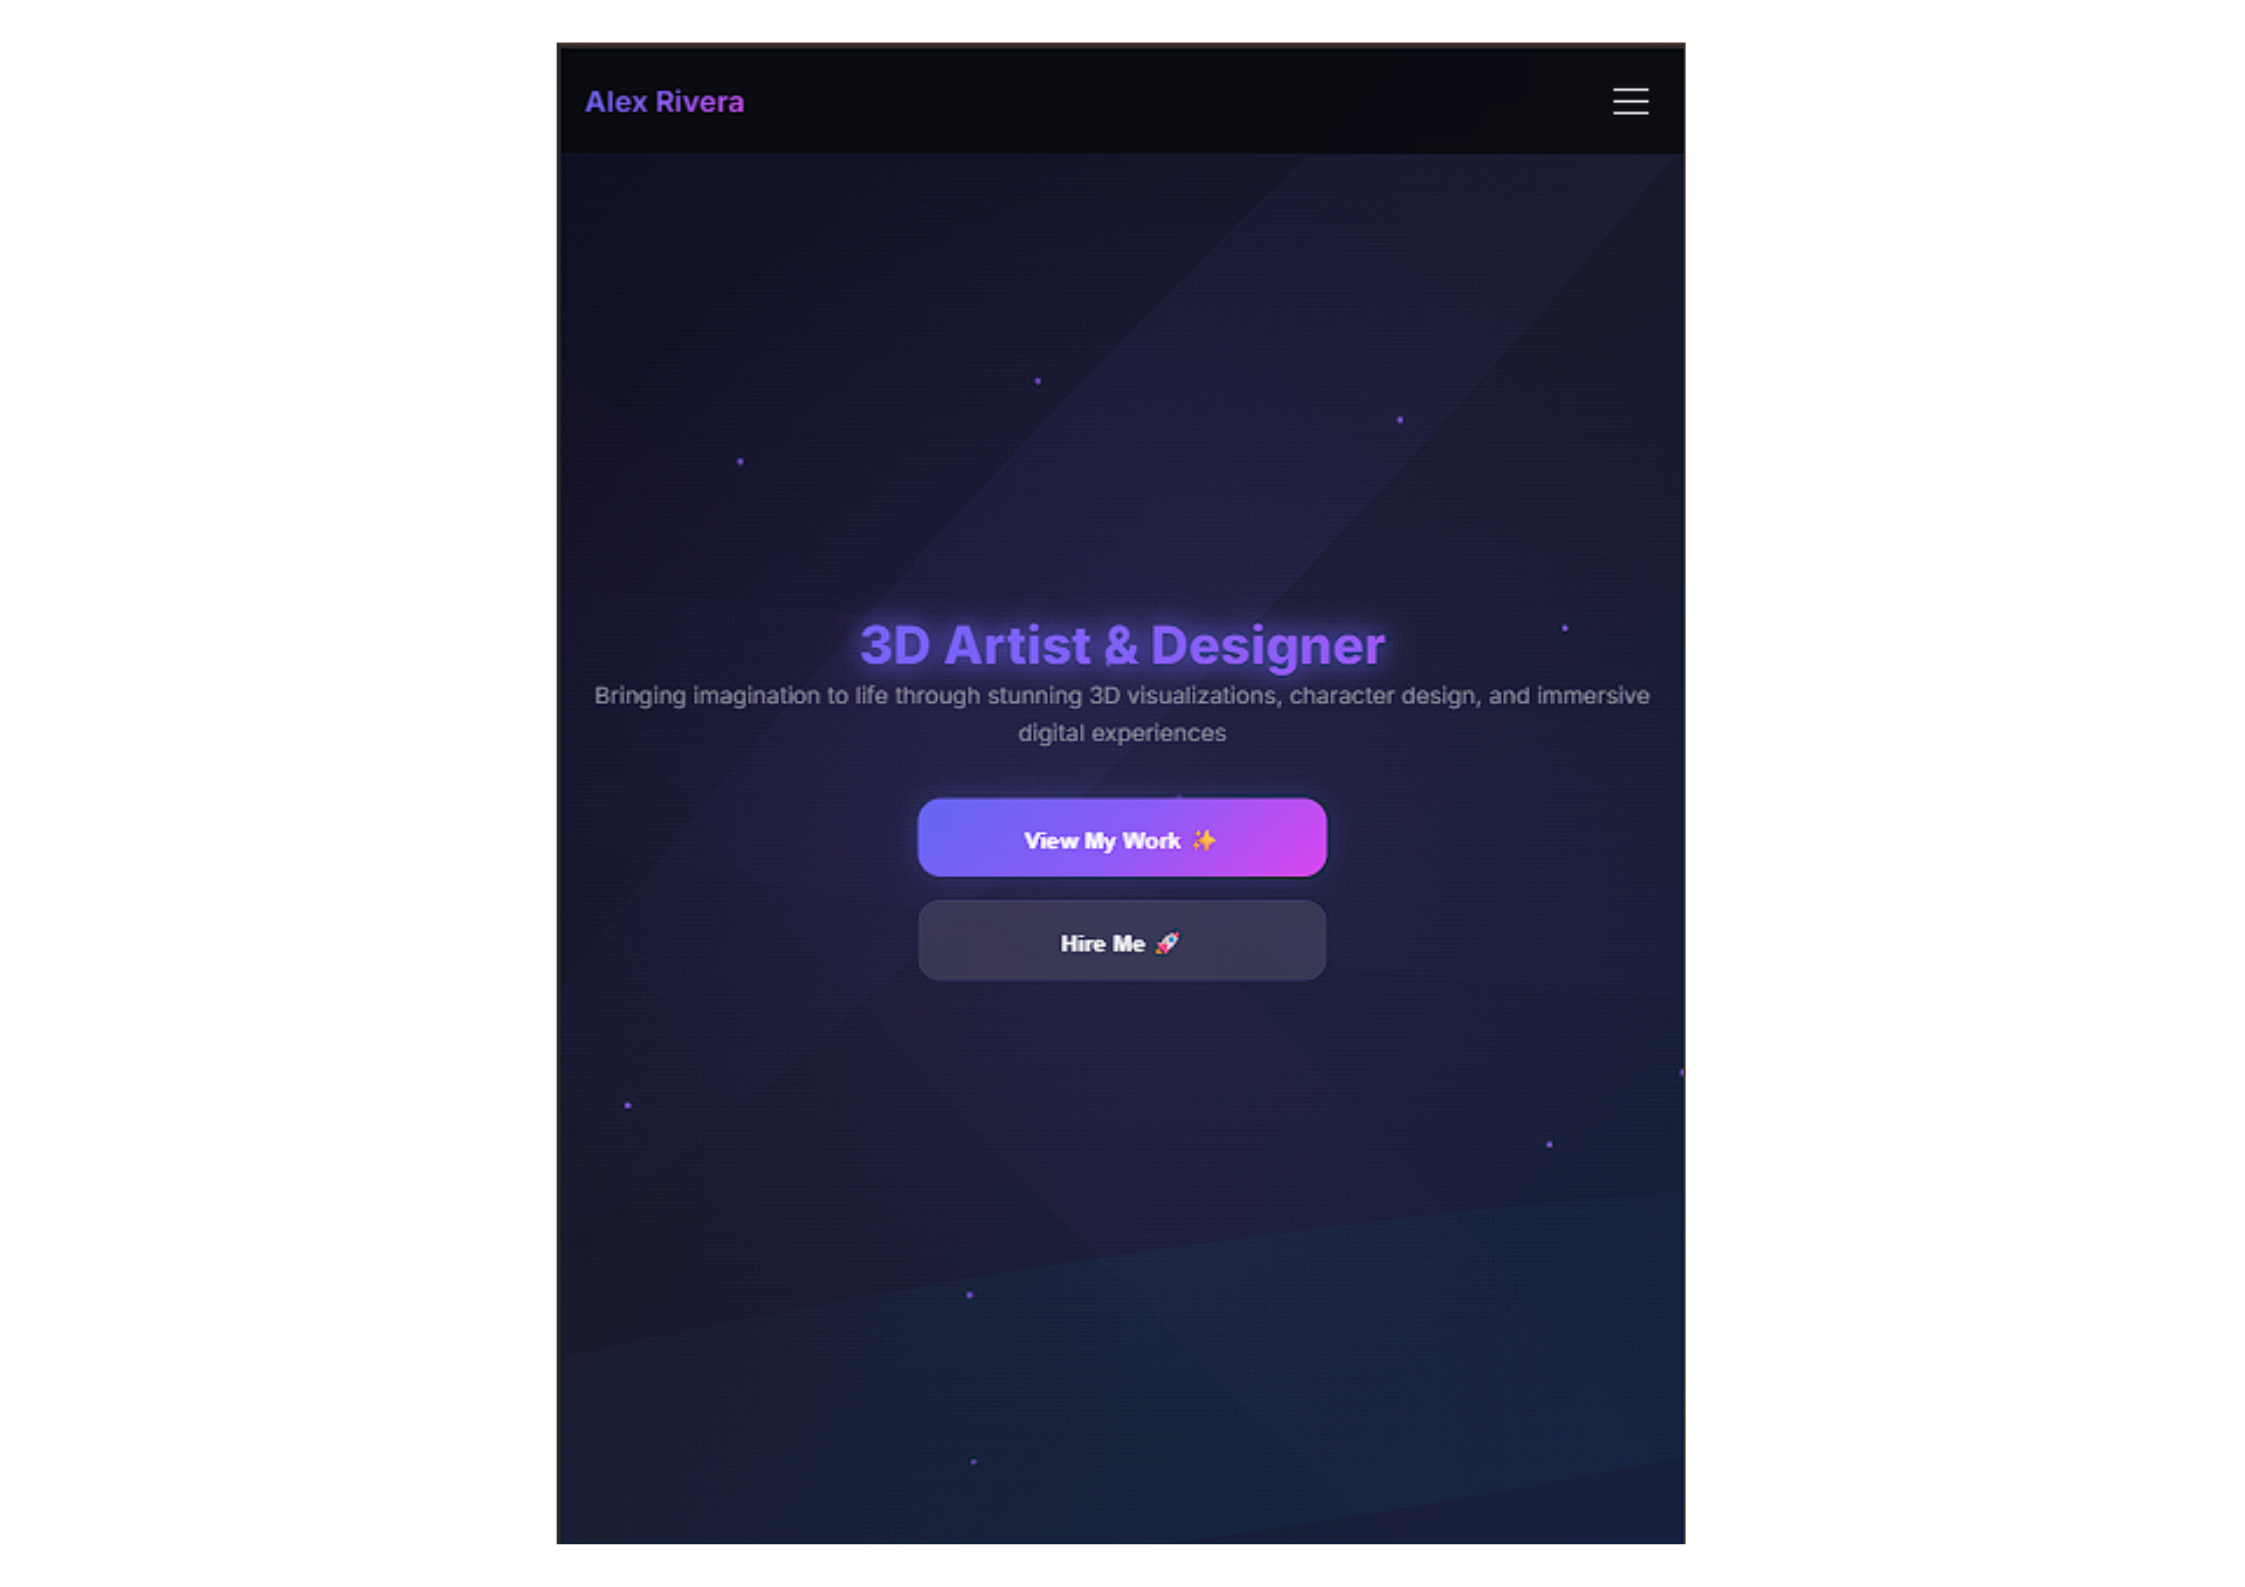 Alex Rivera
3D Artist & Designer
Bringing imagination to life through stunning 3D visualizations, character design, and immersive
digital experiences
View My Work ✨
Hire Me 🚀